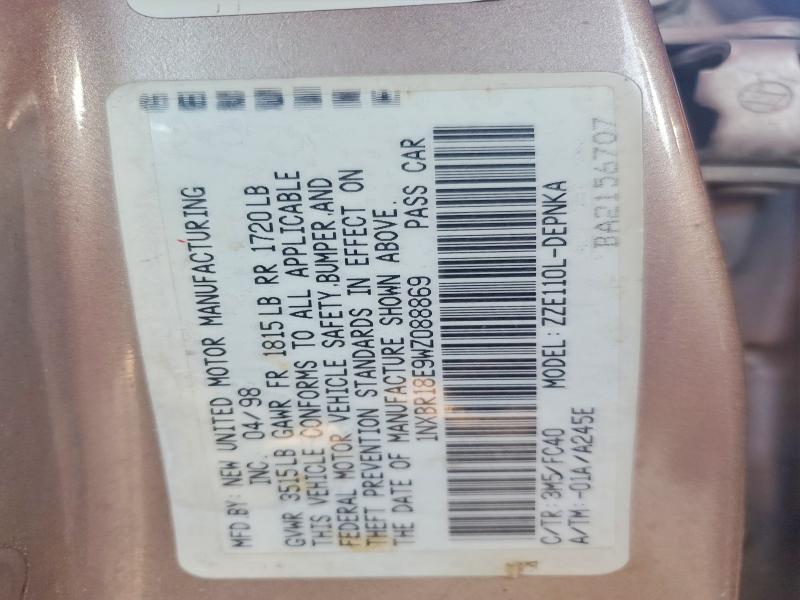 MFD.BY: NEW UNITED MOTOR MANUFACTURING
INC. 04/98
GVWR 3515LB GAWR FR 1815LB RR 1720LB
THIS VEHICLE CONFORMS TO ALL APPLICABLE
FEDERAL MOTOR VEHICLE SAFETY,BUMPER,AND
THEFT PREVENTION STANDARDS IN EFFECT ON
THE DATE OF MANUFACTURE SHOWN ABOVE.
1NXBR18E9WZ088869 PASS CAR
C/TR:3M5/FC40 MODEL:ZZE110L-DEPNKA
A/TM:-01A/A245E
BA2156707